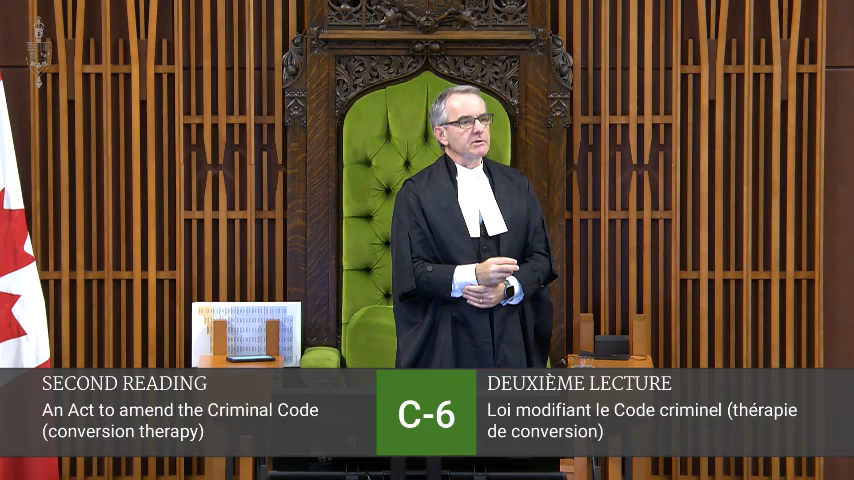 SECOND READING
An Act to amend the Criminal Code
(conversion therapy)
C-6
DEUXIÈME LECTURE
Loi modifiant le Code criminel (thérapie
de conversion)